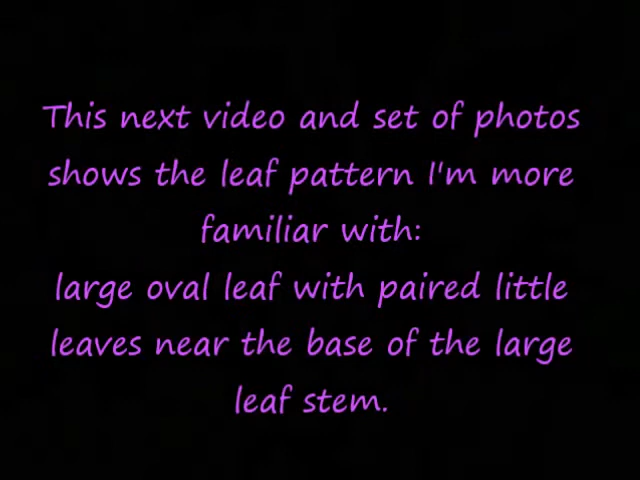 This next video and set of photos
shows the leaf pattern I'm more
familiar with:
large oval leaf with paired little
leaves near the base of the large
leaf stem.